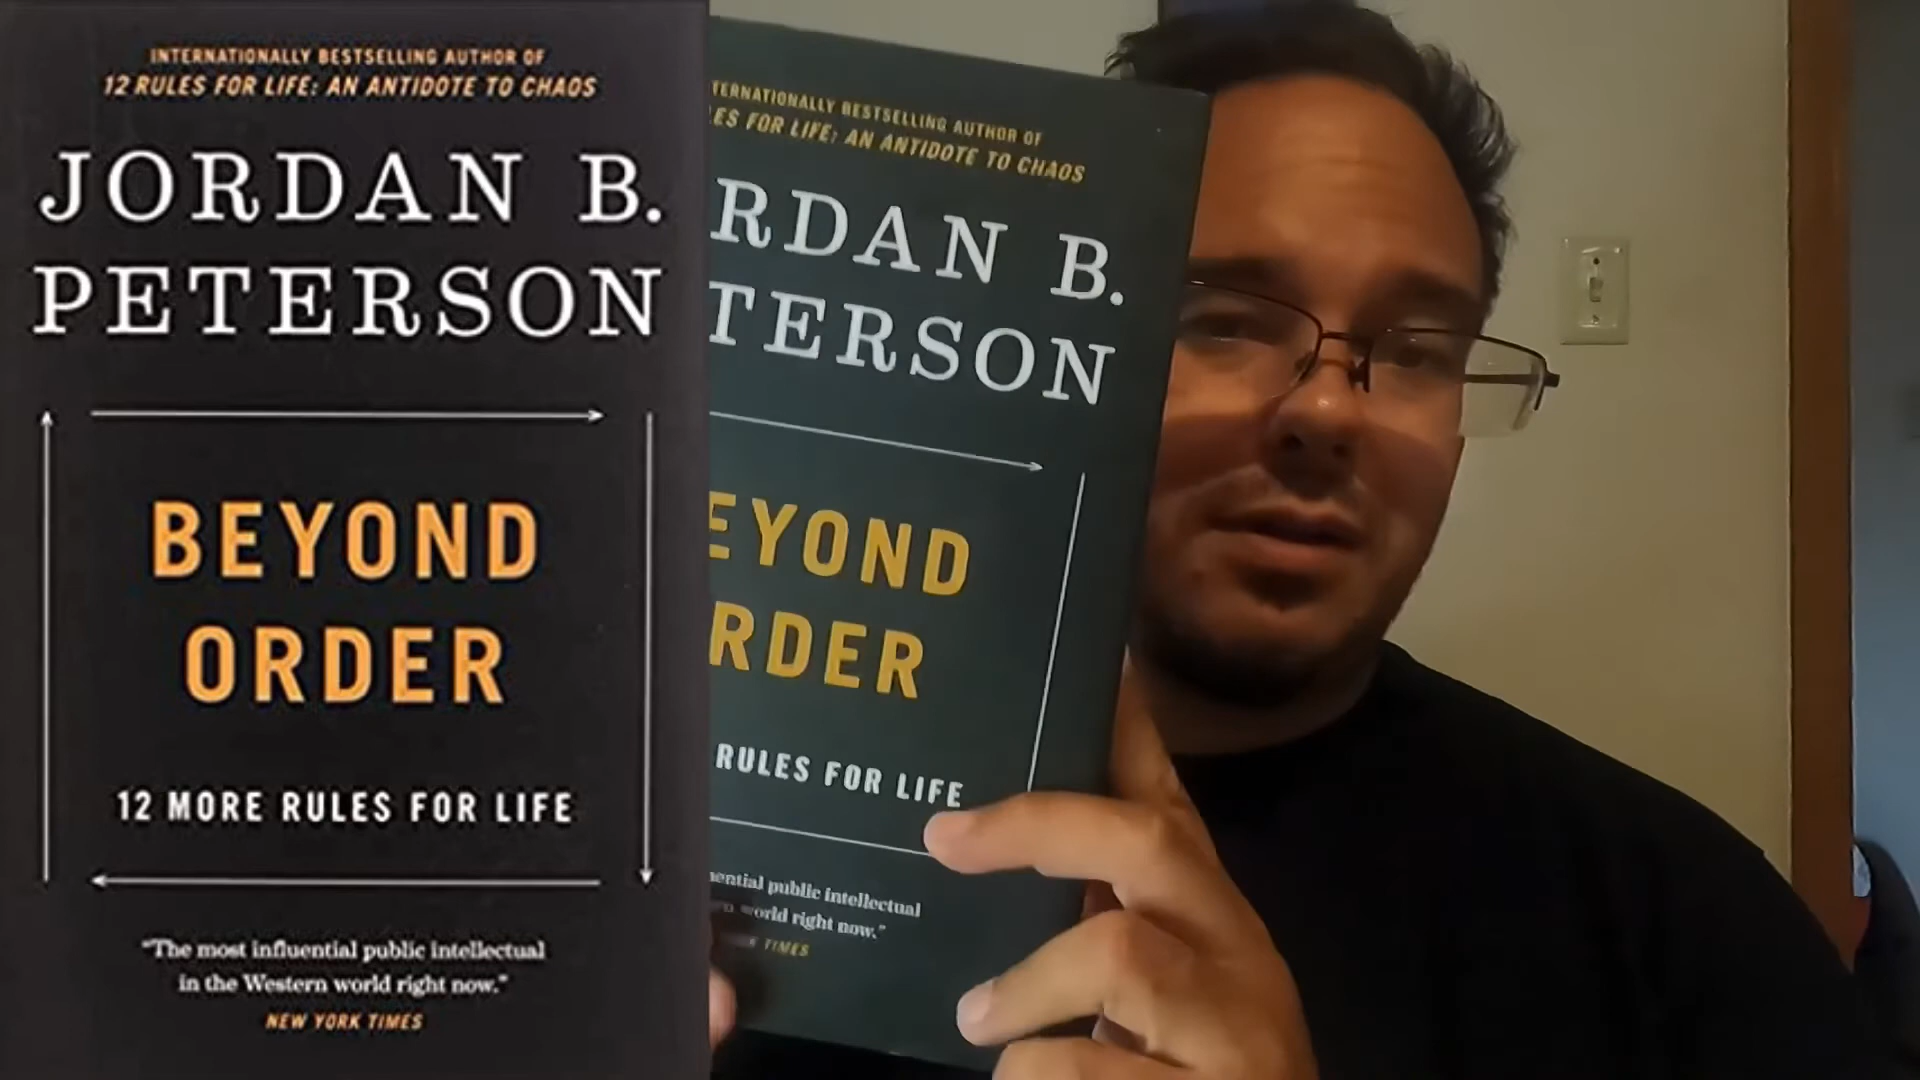 INTERNATIONALLY BESTSELLING AUTHOR OF
12 RULES FOR LIFE: AN ANTIDOTE TO CHAOS
JORDAN B.
PETERSON
BEYOND
ORDER
12 MORE RULES FOR LIFE
“The most influential public intellectual
in the Western world right now.”
NEW YORK TIMES
TERNATIONALLY BESTSELLING AUTHOR OF
LES FOR LIFE: AN ANTIDOTE TO CHAOS
RDAN B.
TERSON
EYOND
RDER
RULES FOR LIFE
public intellectual
world right now.”
TIMES